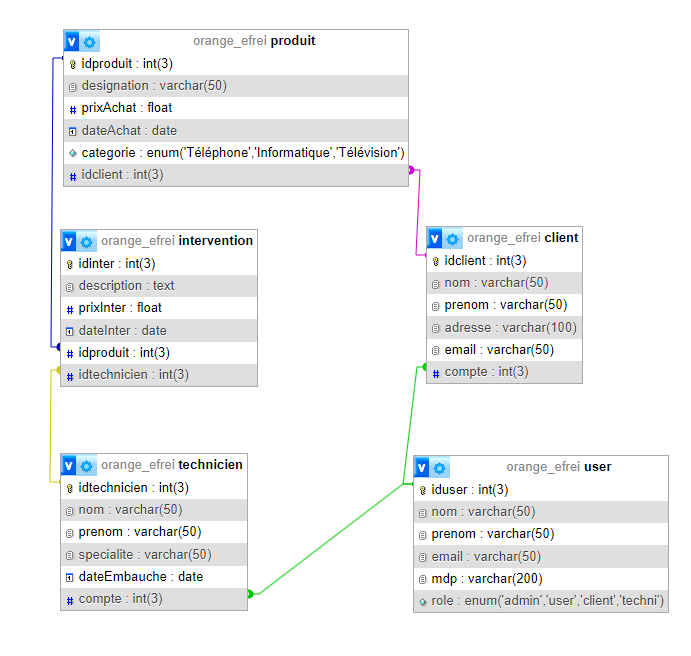 orange_efrei produit
idproduit : int(3)
designation : varchar(50)
# prixAchat : float
dateAchat : date
categorie : enum('Téléphone','Informatique','Télévision')
# idclient : int(3)
orange_efrei intervention
idinter : int(3)
description : text
# prixInter : float
dateInter : date
# idproduit : int(3)
# idtechnicien : int(3)
orange_efrei client
idclient : int(3)
nom : varchar(50)
prenom : varchar(50)
adresse : varchar(100)
email : varchar(50)
# compte : int(3)
orange_efrei technicien
idtechnicien : int(3)
nom : varchar(50)
prenom : varchar(50)
specialite : varchar(50)
dateEmbauche : date
# compte : int(3)
orange_efrei user
iduser : int(3)
nom : varchar(50)
prenom : varchar(50)
email : varchar(50)
mdp : varchar(200)
role : enum('admin','user','client','techni')